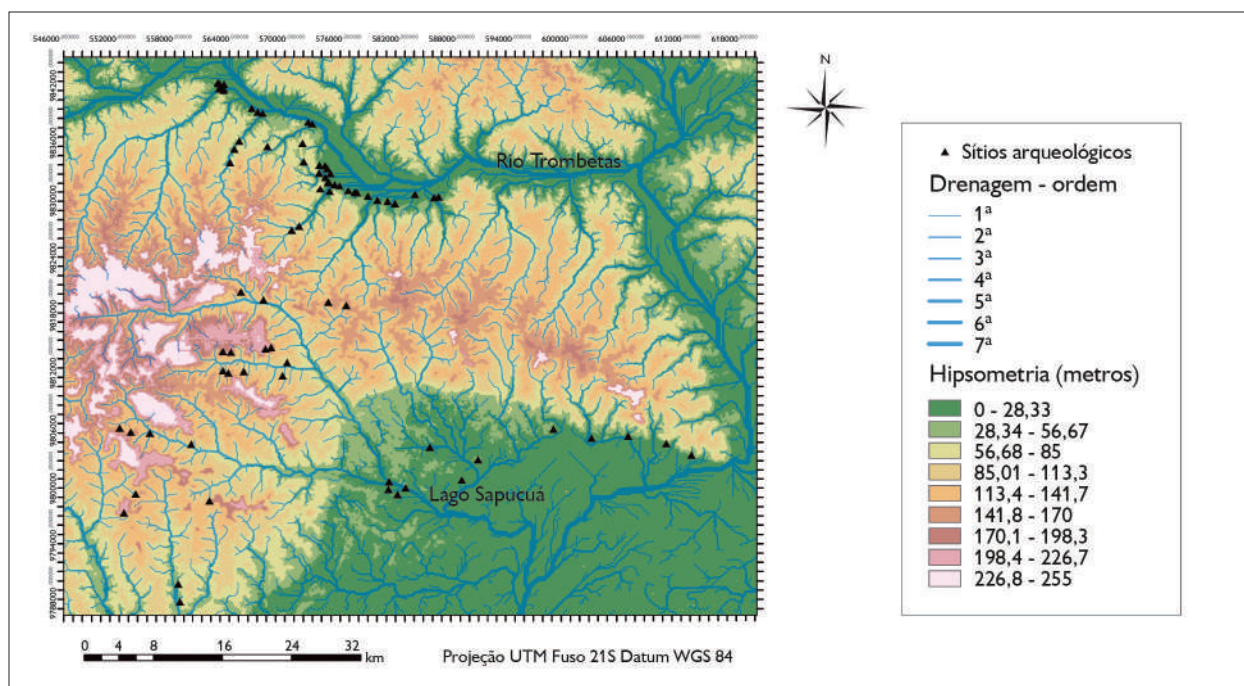 546000 552000 558000 564000 570000 576000 582000 588000 594000 600000 606000 612000 618000
9842000
9836000
9830000
9824000
9818000
9812000
9806000
9800000
9794000
9788000
Rio Trombetas
Lago Sapucuá
N
▲ Sítios arqueológicos
Drenagem - ordem
1ª
2ª
3ª
4ª
5ª
6ª
7ª
Hipsometria (metros)
0 - 28,33
28,34 - 56,67
56,68 - 85
85,01 - 113,3
113,4 - 141,7
141,8 - 170
170,1 - 198,3
198,4 - 226,7
226,8 - 255
0 4 8 16 24 32
km
Projeção UTM Fuso 21S Datum WGS 84